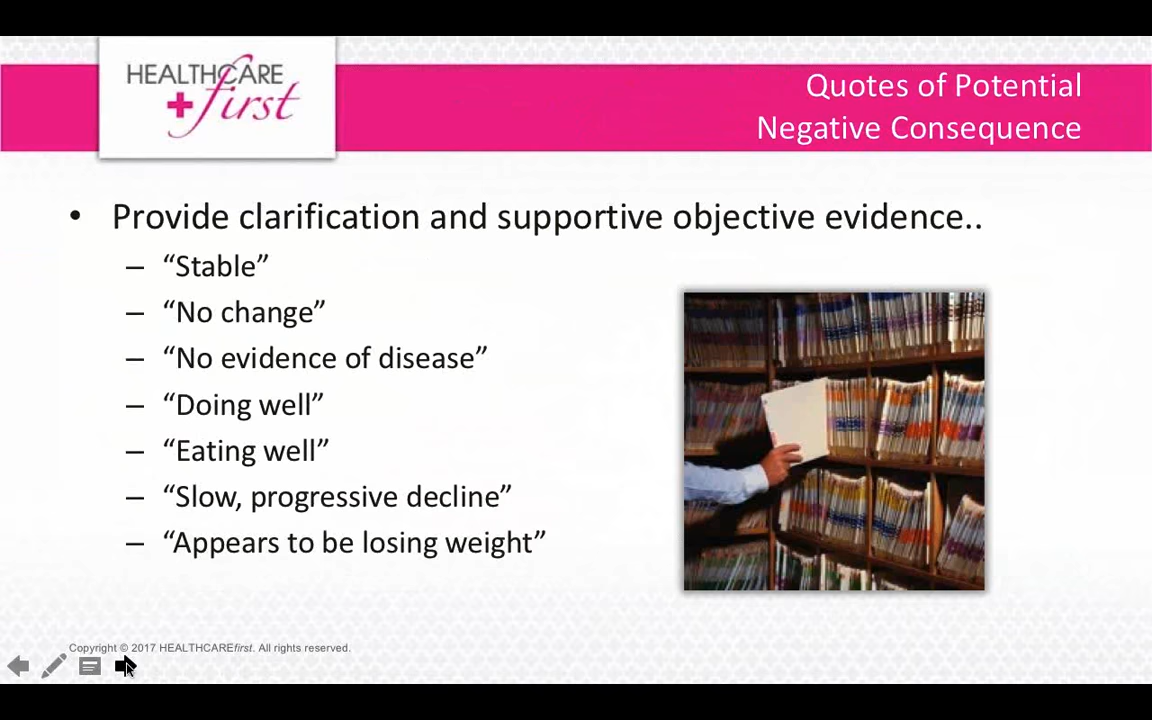 HEALTHCARE
first
Quotes of Potential
Negative Consequence
• Provide clarification and supportive objective evidence..
– “Stable”
– “No change”
– “No evidence of disease”
– “Doing well”
– “Eating well”
– “Slow, progressive decline”
– “Appears to be losing weight”
Copyright © 2017 HEALTHCAREfirst. All rights reserved.